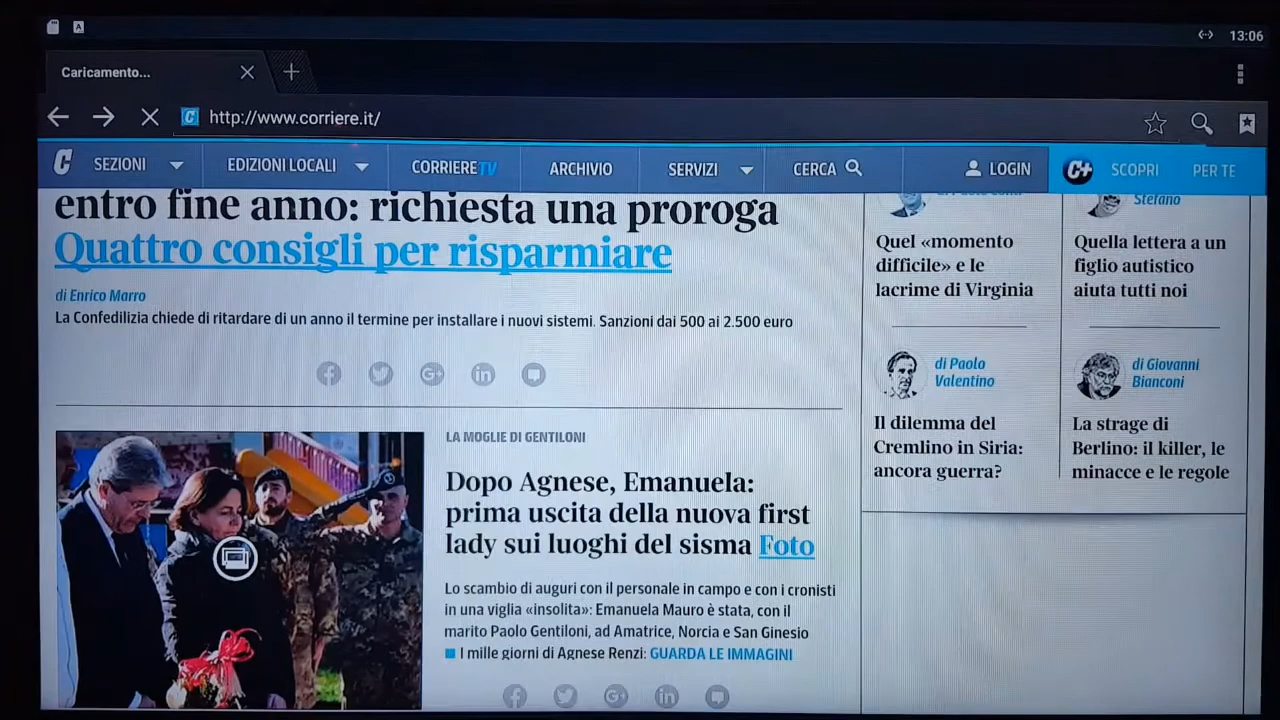 A
13:06
Caricamento...
http://www.corriere.it/
C SEZIONI EDIZIONI LOCALI CORRIERETV ARCHIVIO SERVIZI CERCA LOGIN C+ SCOPRI PER TE
entro fine anno: richiesta una proroga
Quattro consigli per risparmiare
di Enrico Marro
La Confedilizia chiede di ritardare di un anno il termine per installare i nuovi sistemi. Sanzioni dai 500 ai 2.500 euro
LA MOGLIE DI GENTILONI
Dopo Agnese, Emanuela:
prima uscita della nuova first
lady sui luoghi del sisma Foto
Lo scambio di auguri con il personale in campo e con i cronisti
in una viglia «insolita»: Emanuela Mauro è stata, con il
marito Paolo Gentiloni, ad Amatrice, Norcia e San Ginesio
I mille giorni di Agnese Renzi: GUARDA LE IMMAGINI
Quel «momento
difficile» e le
lacrime di Virginia
Stefano
Quella lettera a un
figlio autistico
aiuta tutti noi
di Paolo
Valentino
Il dilemma del
Cremlino in Siria:
ancora guerra?
di Giovanni
Bianconi
La strage di
Berlino: il killer, le
minacce e le regole